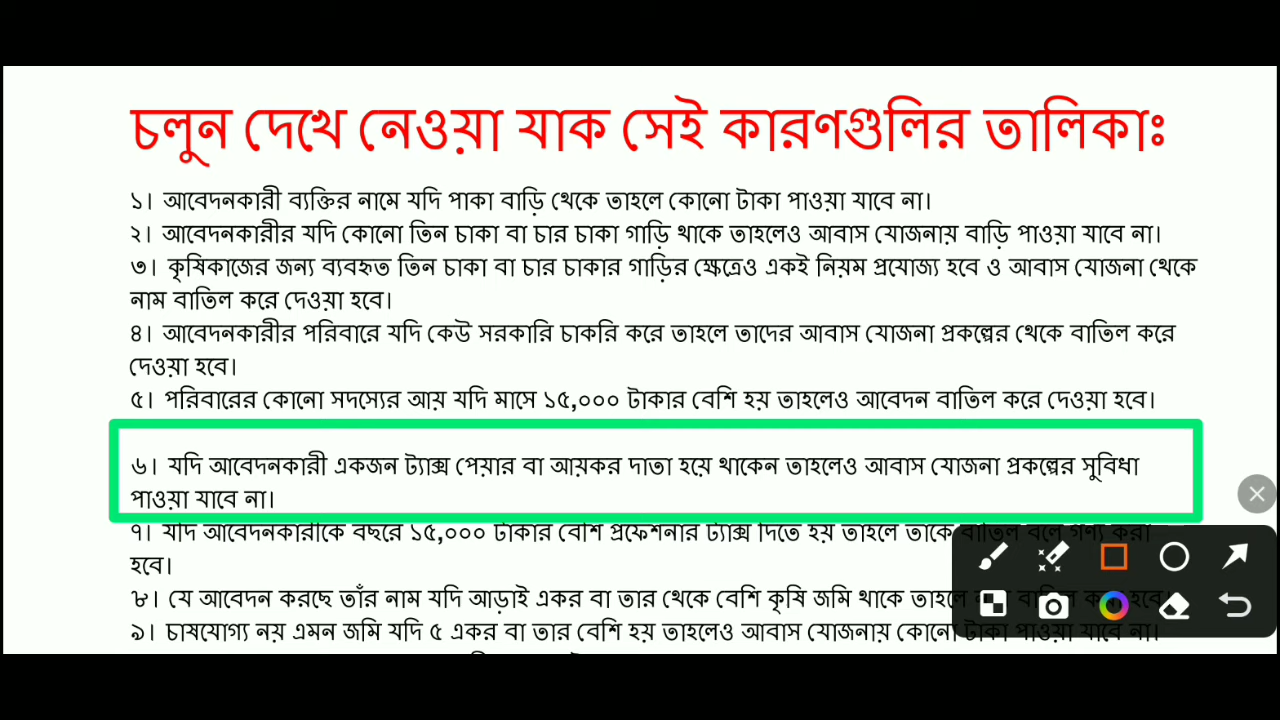 চলুন দেখে নেওয়া যাক সেই কারণগুলির তালিকাঃ
১। আবেদনকারী ব্যক্তির নামে যদি পাকা বাড়ি থেকে তাহলে কোনো টাকা পাওয়া যাবে না।
২। আবেদনকারীর যদি কোনো তিন চাকা বা চার চাকা গাড়ি থাকে তাহলেও আবাস যোজনায় বাড়ি পাওয়া যাবে না।
৩। কৃষিকাজের জন্য ব্যবহৃত তিন চাকা বা চার চাকার গাড়ির ক্ষেত্রেও একই নিয়ম প্রযোজ্য হবে ও আবাস যোজনা থেকে
নাম বাতিল করে দেওয়া হবে।
৪। আবেদনকারীর পরিবারে যদি কেউ সরকারি চাকরি করে তাহলে তাদের আবাস যোজনা প্রকল্পের থেকে বাতিল করে
দেওয়া হবে।
৫। পরিবারের কোনো সদস্যের আয় যদি মাসে ১৫,০০০ টাকার বেশি হয় তাহলেও আবেদন বাতিল করে দেওয়া হবে।
৬। যদি আবেদনকারী একজন ট্যাক্স পেয়ার বা আয়কর দাতা হয়ে থাকেন তাহলেও আবাস যোজনা প্রকল্পের সুবিধা
পাওয়া যাবে না।
৭। যদি আবেদনকারীকে বছরে ১৫,০০০ টাকার বেশি প্রফেশনার ট্যাক্স দিতে হয় তাহলে তাকে বাতিল বলে গণ্য করা
হবে।
৮। যে আবেদন করছে তাঁর নাম যদি আড়াই একর বা তার থেকে বেশি কৃষি জমি থাকে তাহলে হবে।
৯। চাষযোগ্য নয় এমন জমি যদি ৫ একর বা তার বেশি হয় তাহলেও আবাস যোজনায় কোনো টাকা পাওয়া যাবে না।